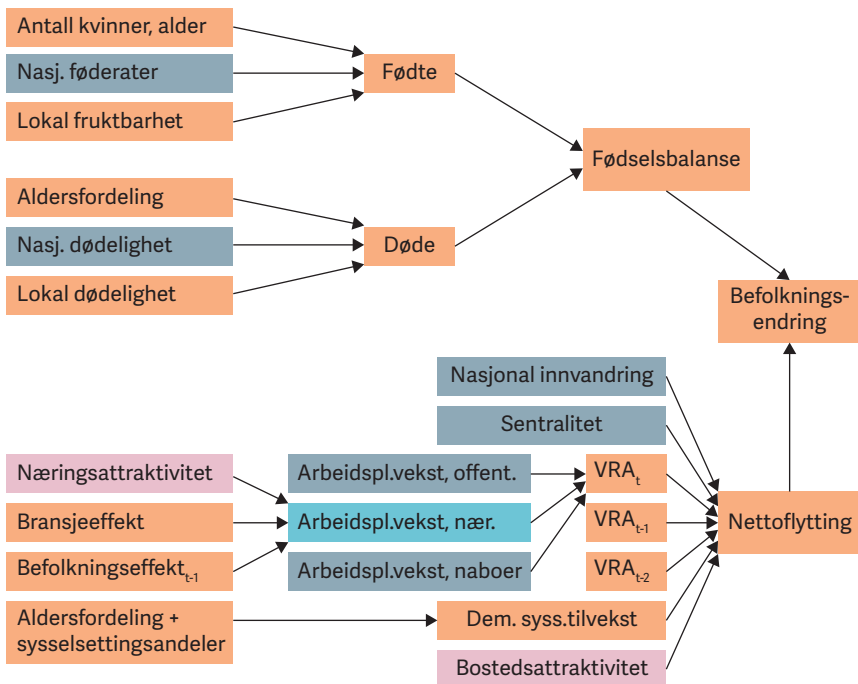 Antall kvinner, alder
Nasj. føderater
Fødte
Lokal fruktbarhet
Fødselsbalanse
Aldersfordeling
Nasj. dødelighet
Døde
Lokal dødelighet
Befolknings-
endring
Nasjonal innvandring
Sentralitet
Næringsattraktivitet
Arbeidspl.vekst, offent.
VRAt
Bransjeeffekt
Arbeidspl.vekst, nær.
VRAt-1
Nettoflytting
Befolkningseffektt-1
Arbeidspl.vekst, naboer
VRAt-2
Aldersfordeling +
sysselsettingsandeler
Dem. syss.tilvekst
Bostedsattraktivitet